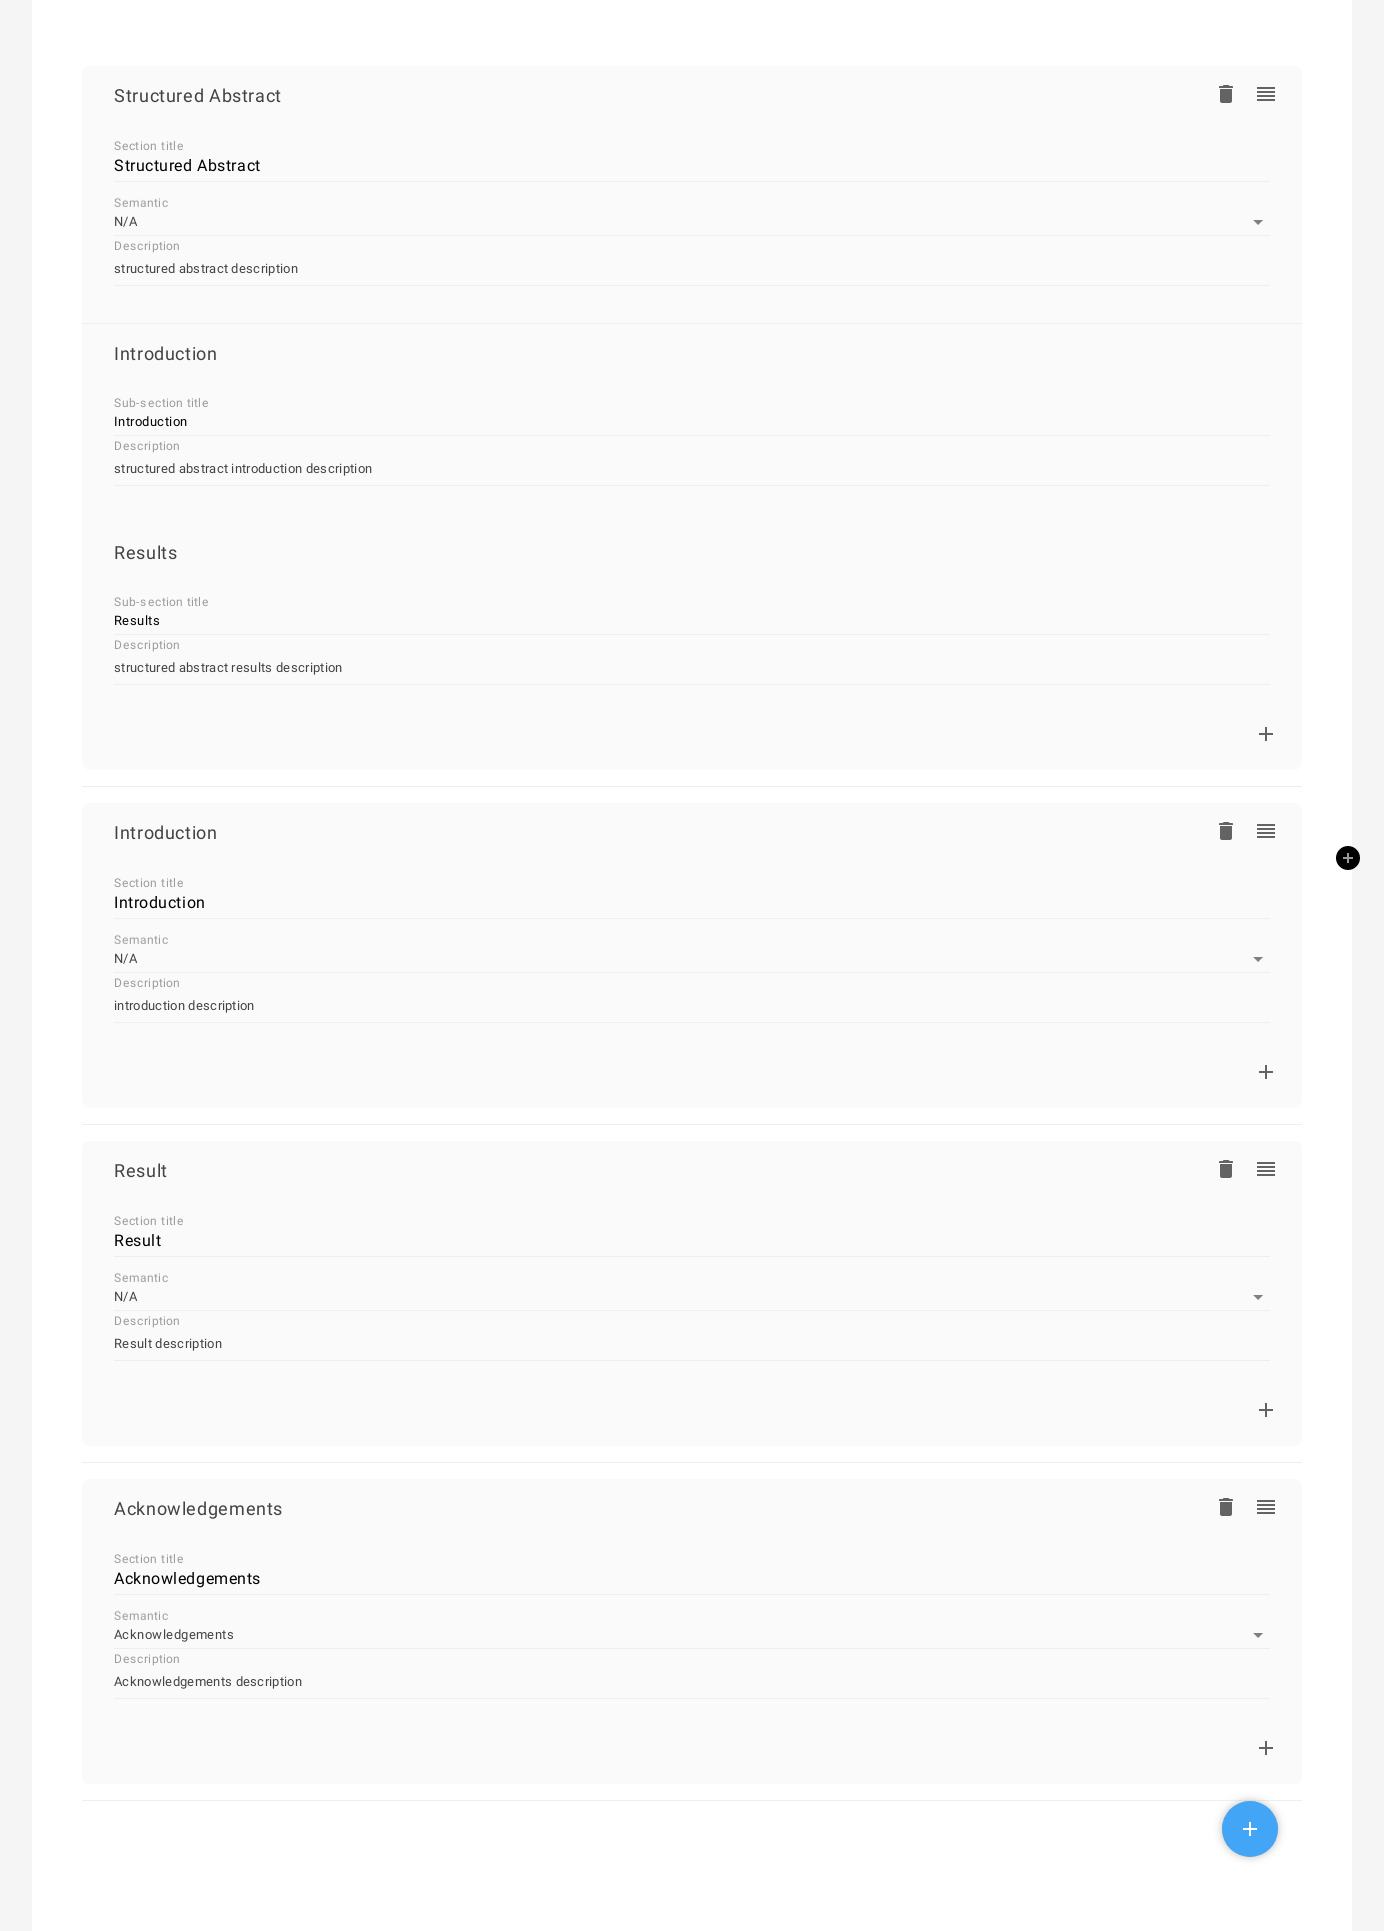 Structured Abstract
Section title
Structured Abstract
Semantic
N/A
Description
structured abstract description
Introduction
Sub-section title
Introduction
Description
structured abstract introduction description
Results
Sub-section title
Results
Description
structured abstract results description
Introduction
Section title
Introduction
Semantic
N/A
Description
introduction description
Result
Section title
Result
Semantic
N/A
Description
Result description
Acknowledgements
Section title
Acknowledgements
Semantic
Acknowledgements
Description
Acknowledgements description